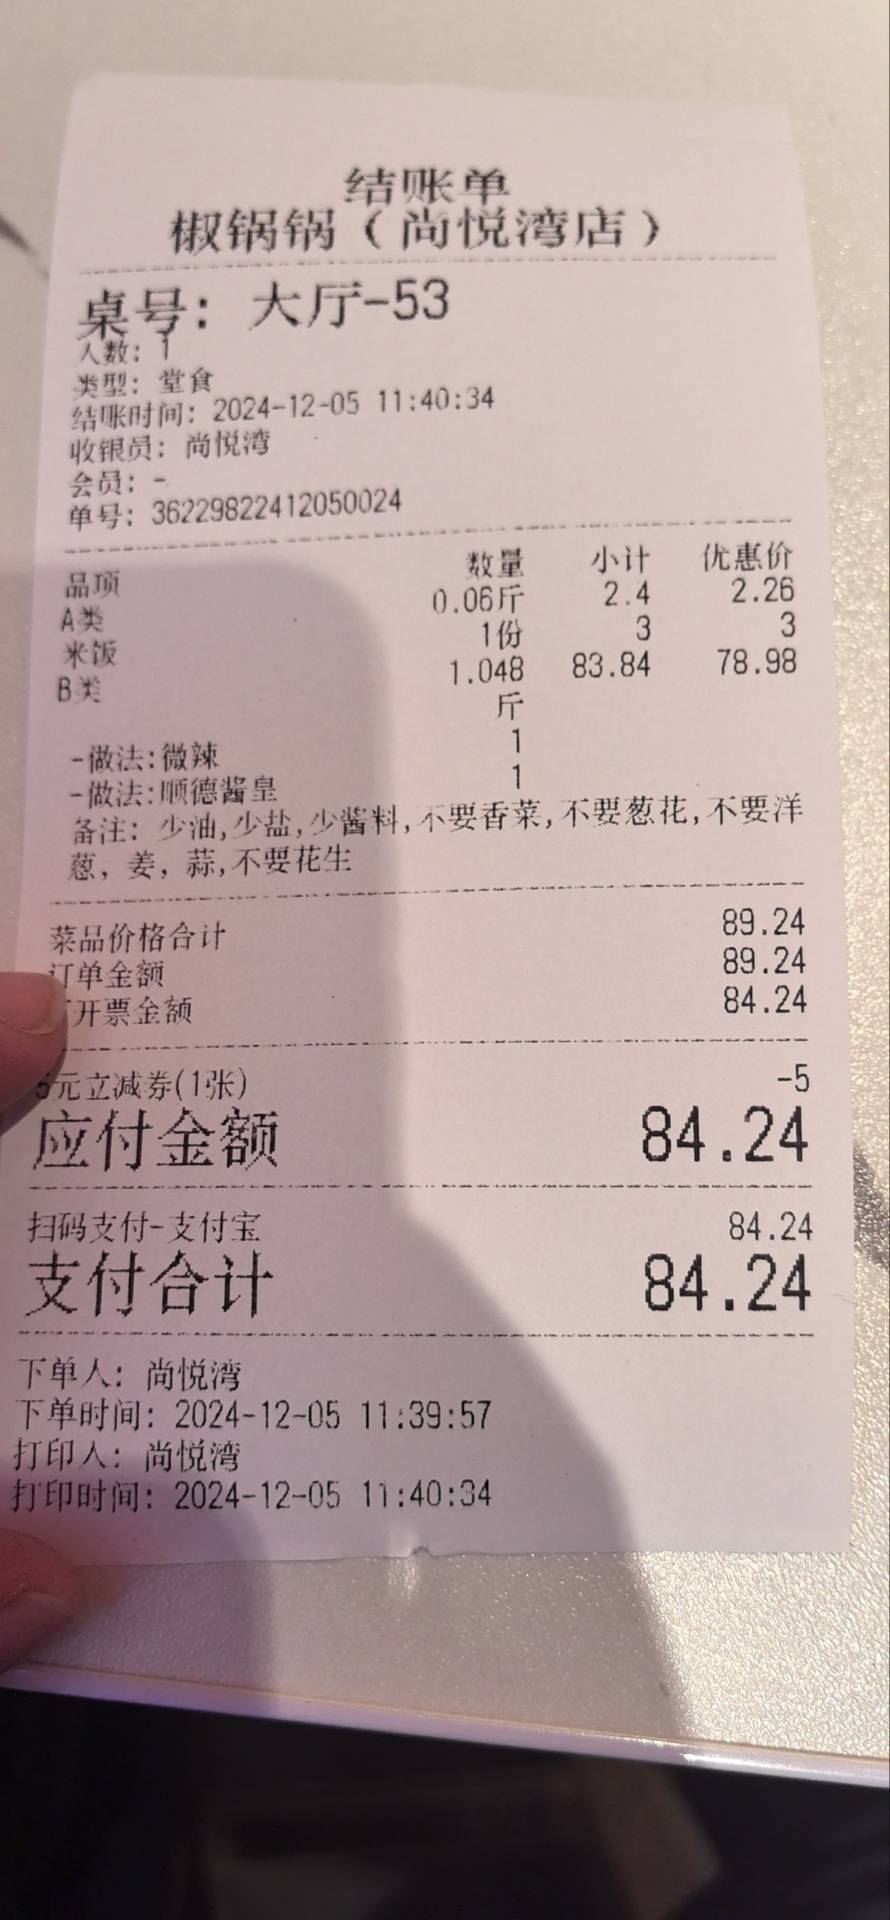 结账单
椒锅锅（尚悦湾店）
桌号：大厅-53
人数：1
类型：堂食
结账时间：2024-12-05 11:40:34
收银员：尚悦湾
会员：-
单号：36229822412050024
品项 数量 小计 优惠价
A类 0.06斤 2.4 2.26
米饭 1份 3 3
B类 1.048 83.84 78.98
斤
-做法:微辣 1
-做法:顺德酱皇 1
备注：少油,少盐,少酱料,不要香菜,不要葱花,不要洋
葱，姜，蒜,不要花生
菜品价格合计 89.24
订单金额 89.24
开票金额 84.24
5元立减券(1张) -5
应付金额 84.24
扫码支付-支付宝 84.24
支付合计 84.24
下单人：尚悦湾
下单时间：2024-12-05 11:39:57
打印人：尚悦湾
打印时间：2024-12-05 11:40:34